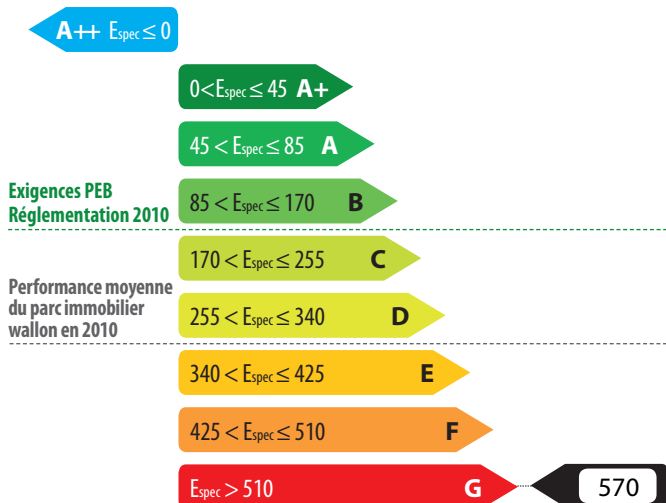 A++ Espec ≤ 0
0 < Espec ≤ 45 A+
45 < Espec ≤ 85 A
Exigences PEB
Réglementation 2010
85 < Espec ≤ 170 B
170 < Espec ≤ 255 C
Performance moyenne
du parc immobilier
wallon en 2010
255 < Espec ≤ 340 D
340 < Espec ≤ 425 E
425 < Espec ≤ 510 F
Espec > 510 G
570